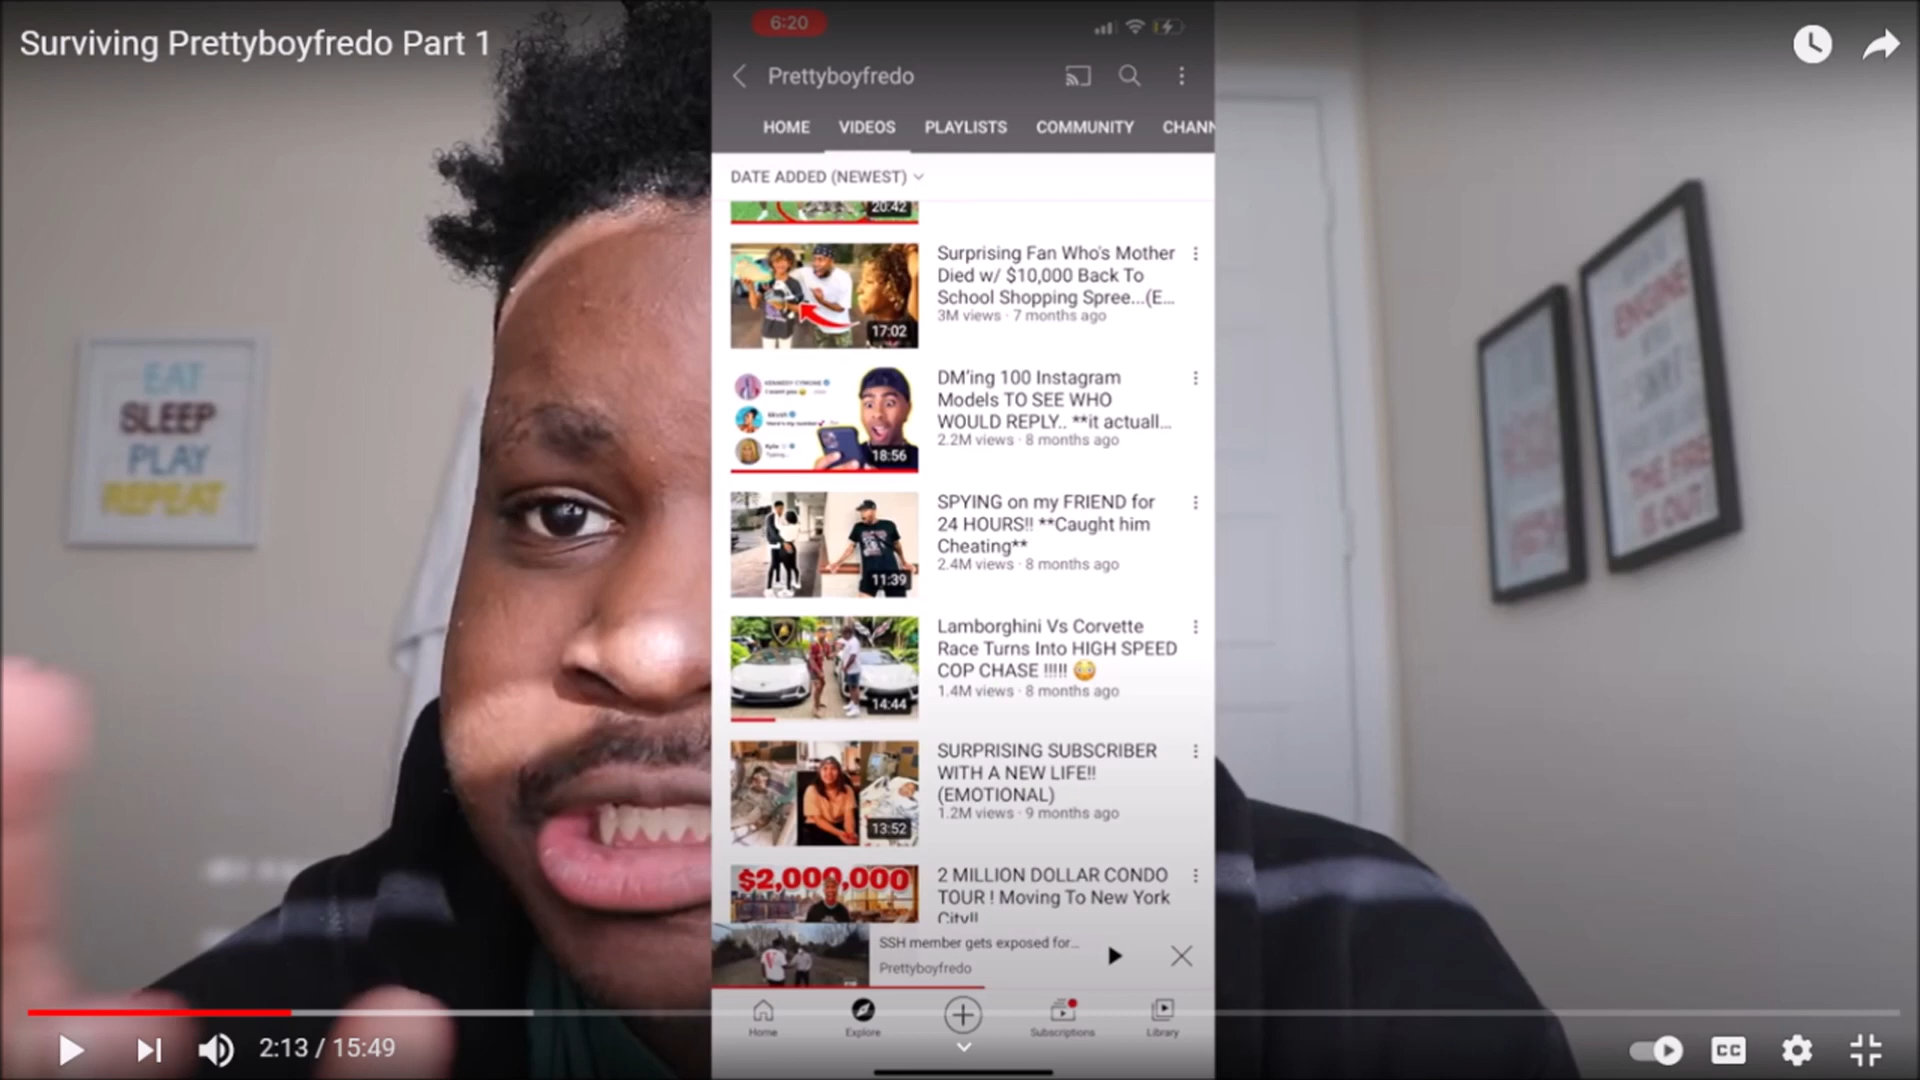 Surviving Prettyboyfredo Part 1
6:20
Prettyboyfredo
HOME VIDEOS PLAYLISTS COMMUNITY CHANN
DATE ADDED (NEWEST)
20:42
Surprising Fan Who's Mother
Died w/ $10,000 Back To
School Shopping Spree...(E...
3M views · 7 months ago
17:02
DM'ing 100 Instagram
Models TO SEE WHO
WOULD REPLY.. **it actuall...
2.2M views · 8 months ago
18:56
SPYING on my FRIEND for
24 HOURS!! **Caught him
Cheating**
2.4M views · 8 months ago
11:39
Lamborghini Vs Corvette
Race Turns Into HIGH SPEED
COP CHASE !!!!! 😳
1.4M views · 8 months ago
14:44
SURPRISING SUBSCRIBER
WITH A NEW LIFE!!
(EMOTIONAL)
1.2M views · 9 months ago
13:52
$2,000,000
2 MILLION DOLLAR CONDO
TOUR ! Moving To New York
City!!
SSH member gets exposed for...
Prettyboyfredo
Home Explore Subscriptions Library
EAT
SLEEP
PLAY
REPEAT
ENGINE
THE FIRE
IS OUT
2:13 / 15:49
CC